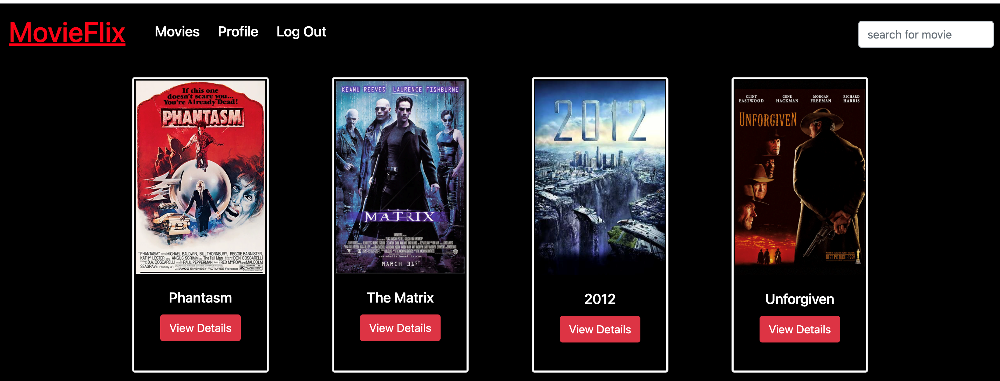 MovieFlix
Movies
Profile
Log Out
search for movie
If this one
doesn't scare you...
You're Already Dead!
PHANTASM
KEANU REEVES LAURENCE FISHBURNE
MATRIX
MARCH 31
2012
CLINT EASTWOOD
GENE HACKMAN
MORGAN FREEMAN
RICHARD HARRIS
UNFORGIVEN
Phantasm
The Matrix
2012
Unforgiven
View Details
View Details
View Details
View Details